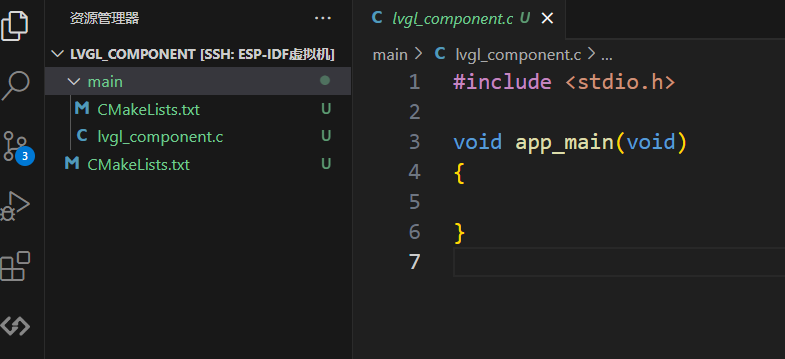 资源管理器 ···
LVGL_COMPONENT [SSH: ESP-IDF虚拟机]
main
CMakeLists.txt U
lvgl_component.c U
CMakeLists.txt U
3
C lvgl_component.c U ×
main > C lvgl_component.c > ...
1 #include <stdio.h>
2
3 void app_main(void)
4 {
5
6 }
7